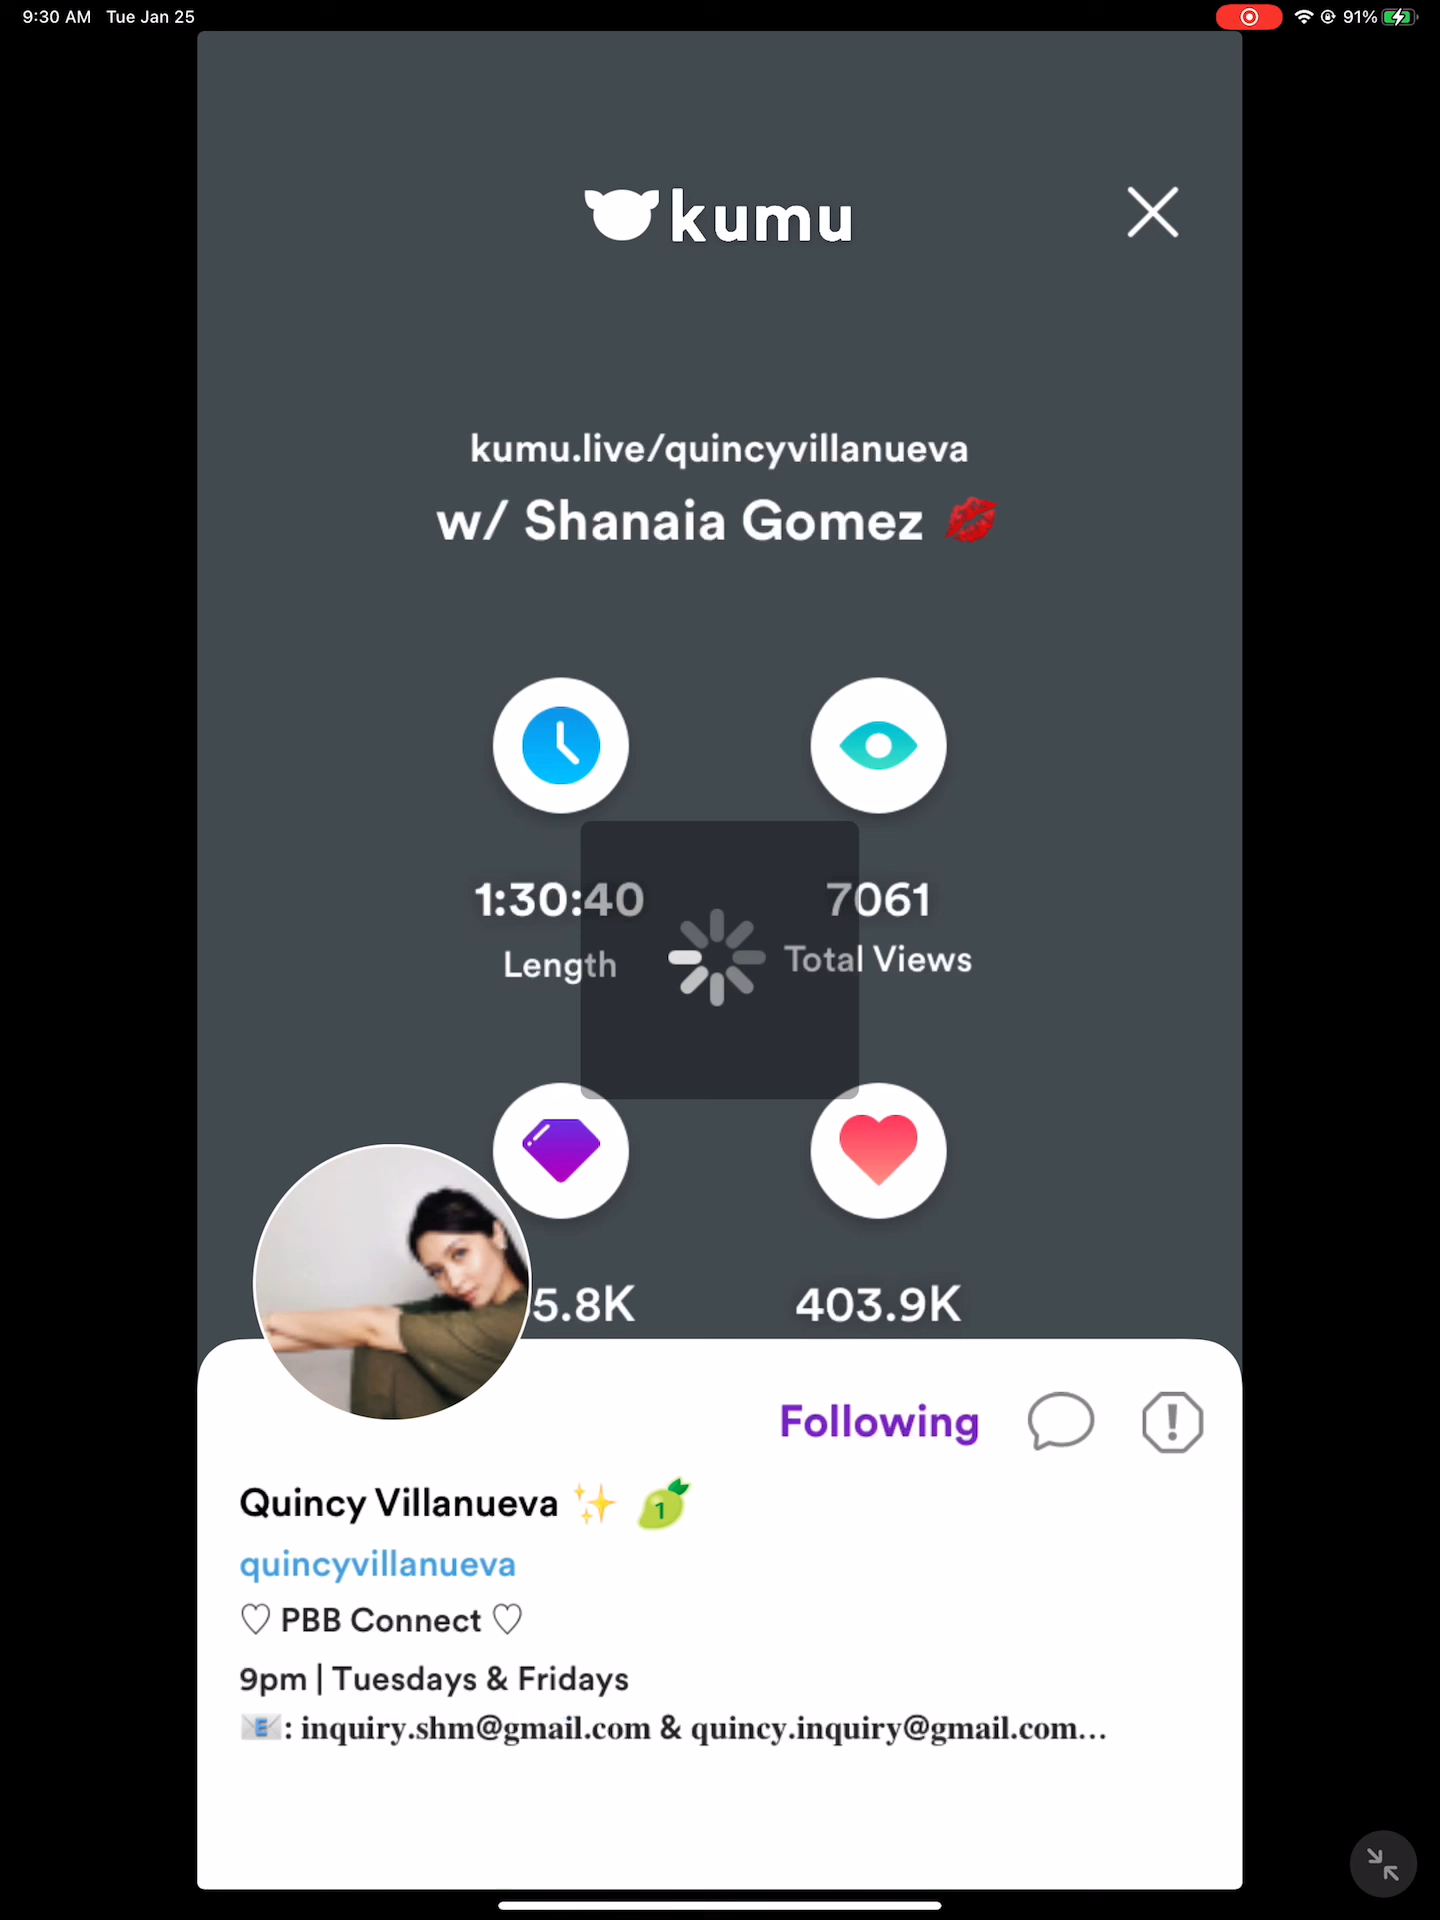 9:30 AM Tue Jan 25
91%
kumu
kumu.live/quincyvillanueva
w/ Shanaia Gomez 💋
1:30:40
7061
Length
Total Views
5.8K
403.9K
Following
Quincy Villanueva ✨ 1
quincyvillanueva
♡ PBB Connect ♡
9pm | Tuesdays & Fridays
📧: inquiry.shm@gmail.com & quincy.inquiry@gmail.com...